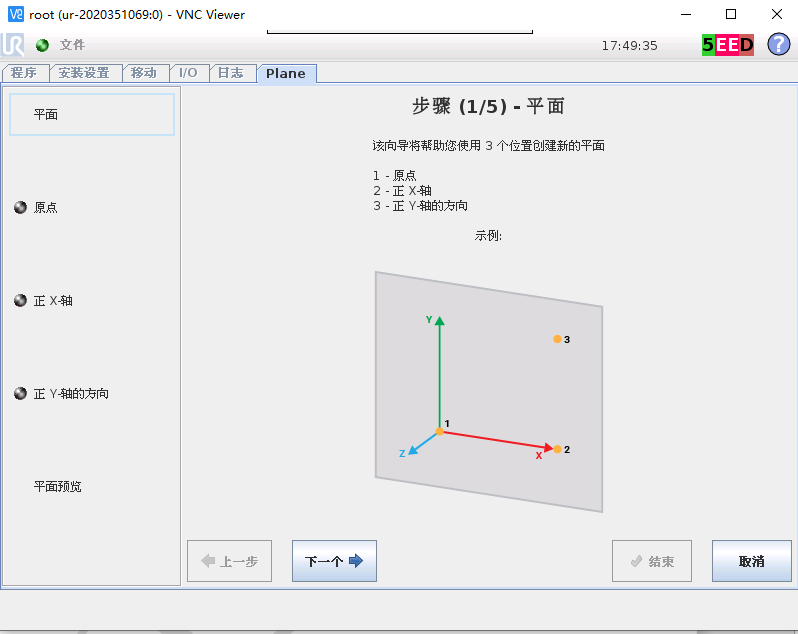 V2 root (ur-2020351069:0) - VNC Viewer
UR 文件 17:49:35 5EED ?
程序 安装设置 移动 I/O 日志 Plane
步骤 (1/5) - 平面
平面
该向导将帮助您使用 3 个位置创建新的平面
1 - 原点
2 - 正 X-轴
3 - 正 Y-轴的方向
原点
示例:
正 X-轴
Y
3
正 Y-轴的方向
1
2
Z
X
平面预览
上一步 下一个 结束 取消